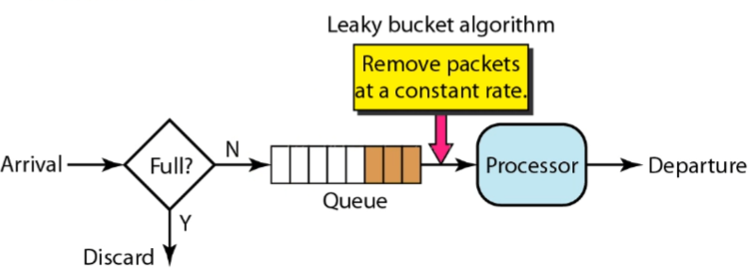 Leaky bucket algorithm
Remove packets
at a constant rate.
Arrival
Full?
N
Processor
Departure
Queue
Y
Discard